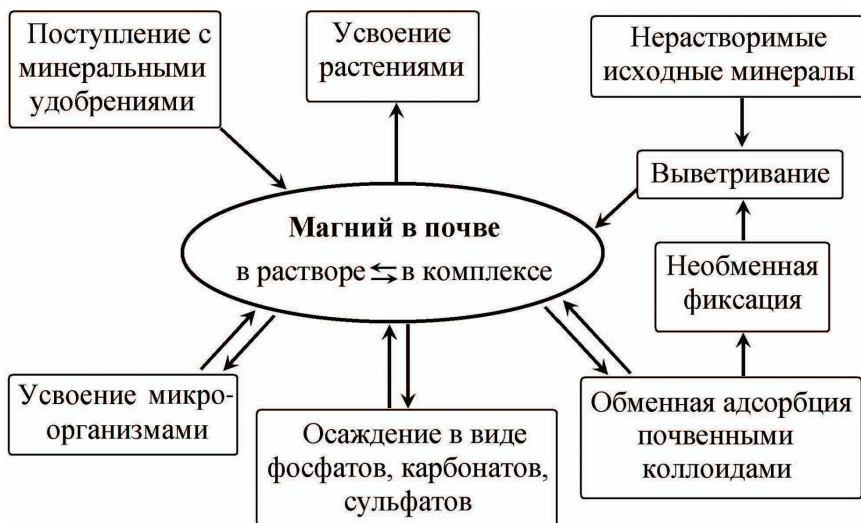 Поступление с
минеральными
удобрениями
Усвоение
растениями
Нерастворимые
исходные минералы
Выветривание
Магний в почве
в растворе ⇆ в комплексе
Необменная
фиксация
Усвоение микро-
организмами
Осаждение в виде
фосфатов, карбонатов,
сульфатов
Обменная адсорбция
почвенными
коллоидами